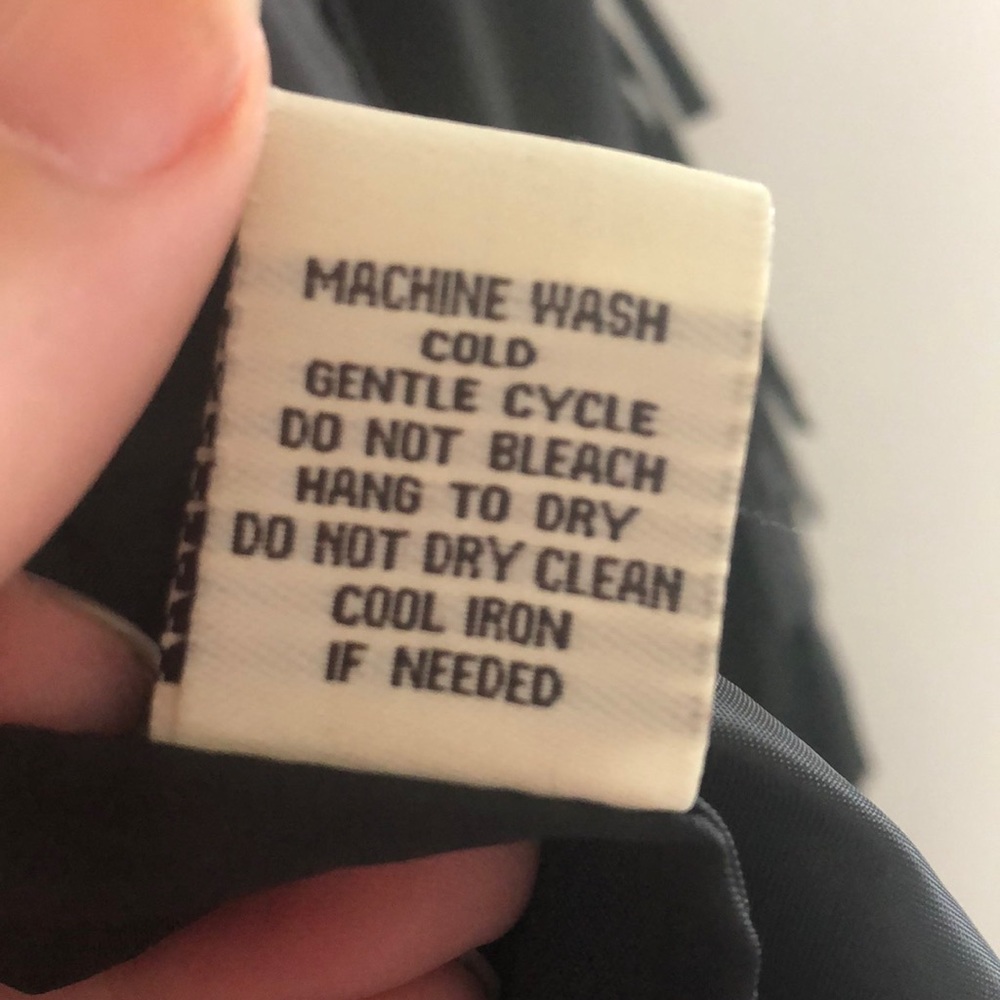 MACHINE WASH
COLD
GENTLE CYCLE
DO NOT BLEACH
HANG TO DRY
DO NOT DRY CLEAN
COOL IRON
IF NEEDED